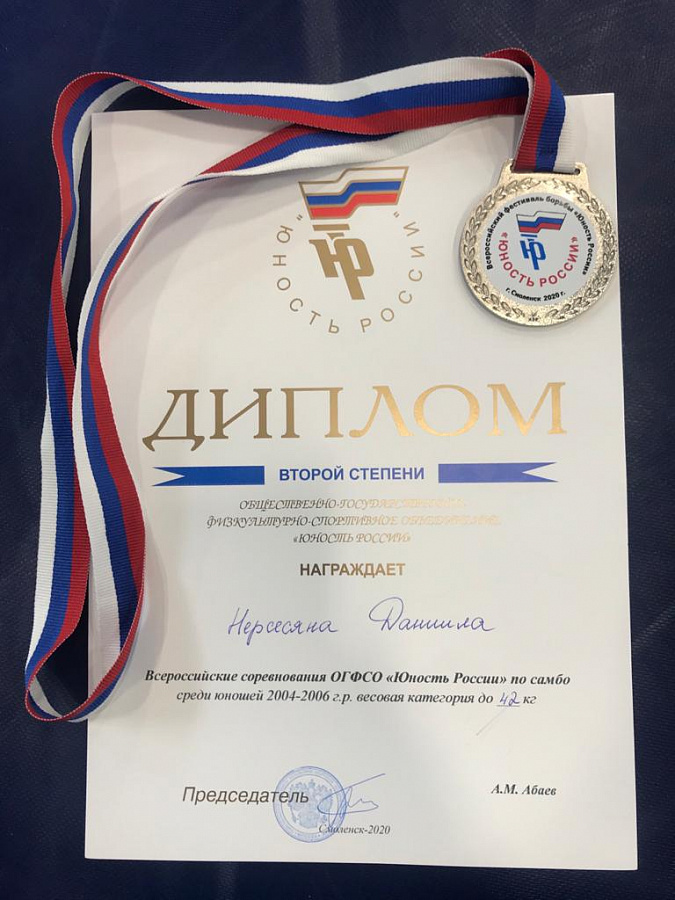 «ЮНОСТЬ РОССИИ»
ЮР
Всероссийский фестиваль борьбы «Юность России»
ЮР
«ЮНОСТЬ РОССИИ»
г. Смоленск 2020 г.
ДИПЛОМ
ВТОРОЙ СТЕПЕНИ
ОБЩЕСТВЕННО-ГОСУДАРСТВЕННОЕ
ФИЗКУЛЬТУРНО-СПОРТИВНОЕ ОБЪЕДИНЕНИЕ
«ЮНОСТЬ РОССИИ»
НАГРАЖДАЕТ
Нерсесяна Даниила
Всероссийские соревнования ОГФСО «Юность России» по самбо
среди юношей 2004-2006 г.р. весовая категория до 42 кг
Председатель
А.М. Абаев
Смоленск-2020